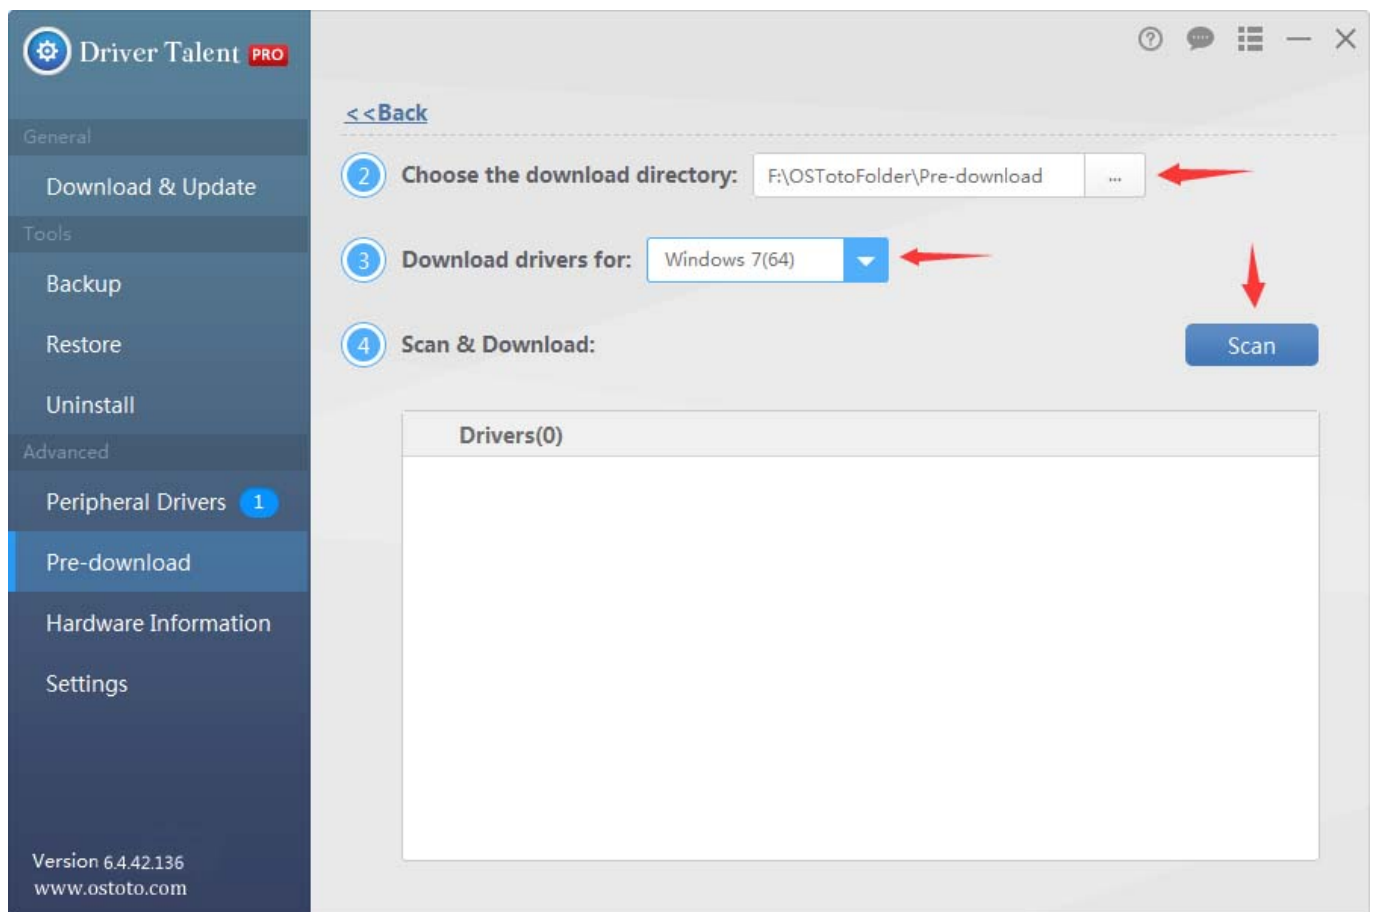 Driver Talent PRO
General
Download & Update
Tools
Backup
Restore
Uninstall
Advanced
Peripheral Drivers 1
Pre-download
Hardware Information
Settings
Version 6.4.42.136
www.ostoto.com
<<Back
2 Choose the download directory: F:\OSTotoFolder\Pre-download ...
3 Download drivers for: Windows 7(64)
4 Scan & Download: Scan
Drivers(0)